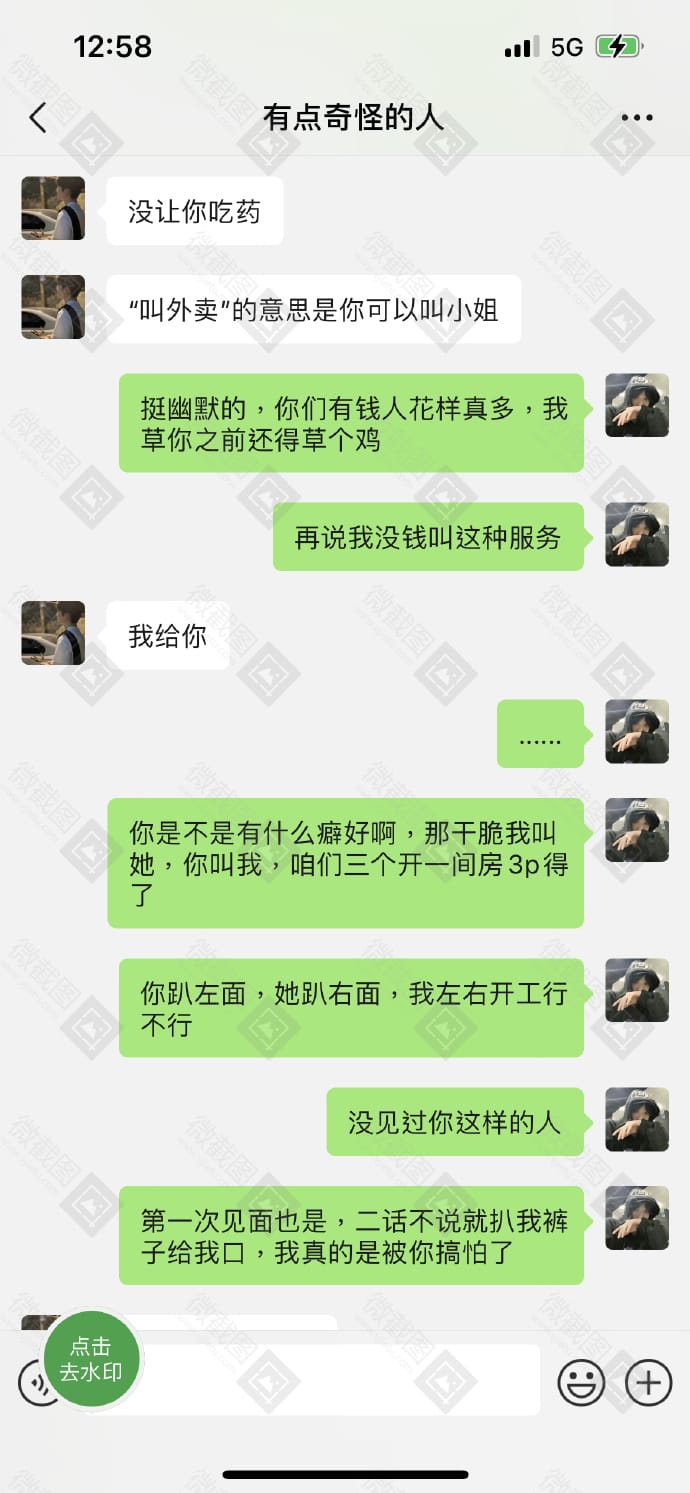 12:58
5G
有点奇怪的人
没让你吃药
“叫外卖”的意思是你可以叫小姐
挺幽默的，你们有钱人花样真多，我
草你之前还得草个鸡
再说我没钱叫这种服务
我给你
......
你是不是有什么癖好啊，那干脆我叫
她，你叫我，咱们三个开一间房3p得
了
你趴左面，她趴右面，我左右开工行
不行
没见过你这样的人
第一次见面也是，二话不说就扒我裤
子给我口，我真的是被你搞怕了
点击
去水印
微截图